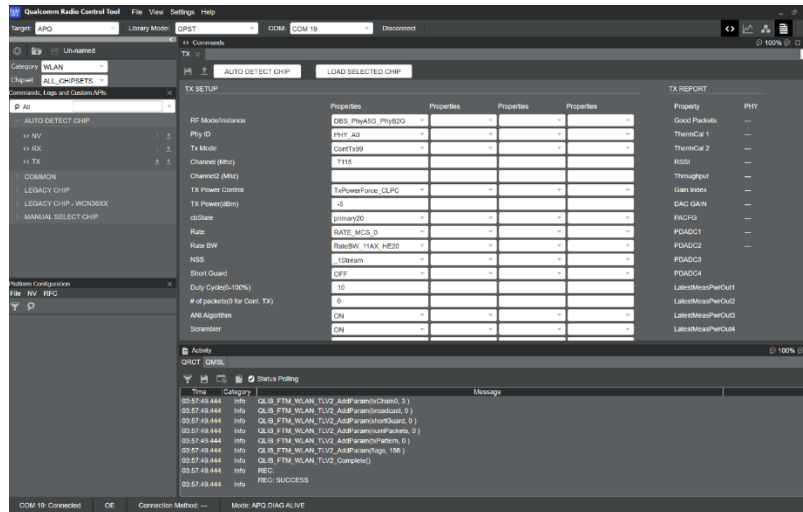 Qualcomm Radio Control Tool File View Settings Help
Target: APQ Library Mode: QPST COM: COM 19 Disconnect
Commands
100%
TX
Un-named
AUTO DETECT CHIP LOAD SELECTED CHIP
Category WLAN
Chipset ALL_CHIPSETS
Commands, Logs and Custom APIs
TX SETUP TX REPORT
All
Properties Properties Properties Properties Property PHY
AUTO DETECT CHIP
NV
RX
TX
COMMON
LEGACY CHIP
LEGACY CHIP - WCN36XX
MANUAL SELECT CHIP
RF Mode/Instance DBS_PhyA5G_PhyB2G Good Packets ---
Phy ID PHY_A0 ThermCal 1 ---
Tx Mode ContTx99 ThermCal 2 ---
Channel (Mhz) 7115 RSSI ---
Channel2 (Mhz) Throughput ---
TX Power Control TxPowerForce_CLPC Gain Index ---
TX Power(dBm) -5 DAC GAIN ---
cbState primary20 PACFG ---
Rate RATE_MCS_0 PDADC1 ---
Rate BW RateBW_11AX_HE20 PDADC2 ---
NSS _1Stream PDADC3
Short Guard OFF PDADC4
Duty Cycle(0-100%) 10 LatestMeasPwrOut1
# of packets(0 for Cont. TX) 0 LatestMeasPwrOut2
ANI Algorithm ON LatestMeasPwrOut3
Scrambler ON LatestMeasPwrOut4
Platform Configuration
File NV RFC
Activity
100%
QRCT QMSL
Status Polling
Time Category Message
03:57:49.444 Info QLIB_FTM_WLAN_TLV2_AddParam(txChain0, 3 )
03:57:49.444 Info QLIB_FTM_WLAN_TLV2_AddParam(broadcast, 0 )
03:57:49.444 Info QLIB_FTM_WLAN_TLV2_AddParam(shortGuard, 0 )
03:57:49.444 Info QLIB_FTM_WLAN_TLV2_AddParam(numPackets, 0 )
03:57:49.444 Info QLIB_FTM_WLAN_TLV2_AddParam(txPattern, 0 )
03:57:49.444 Info QLIB_FTM_WLAN_TLV2_AddParam(flags, 156 )
03:57:49.444 Info QLIB_FTM_WLAN_TLV2_Complete()
03:57:49.444 Info REC:
03:57:49.444 Info REC: SUCCESS
COM 19: Connected OE Connection Method: --- Mode: APQ DIAG ALIVE